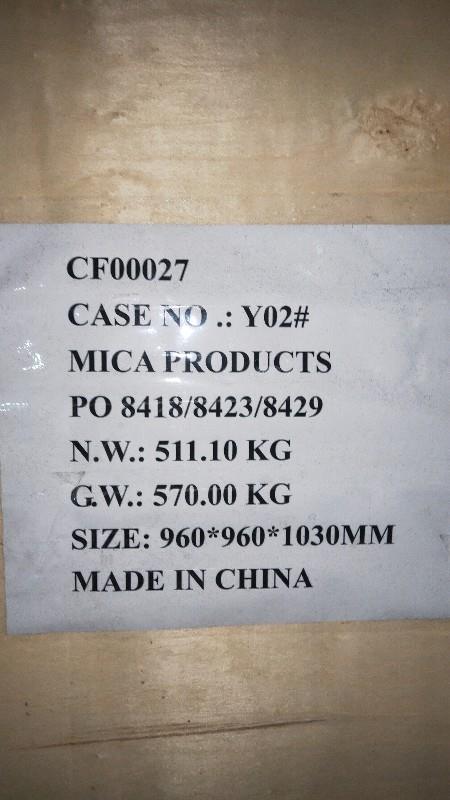 CF00027
CASE NO .: Y02#
MICA PRODUCTS
PO 8418/8423/8429
N.W.: 511.10 KG
G.W.: 570.00 KG
SIZE: 960*960*1030MM
MADE IN CHINA